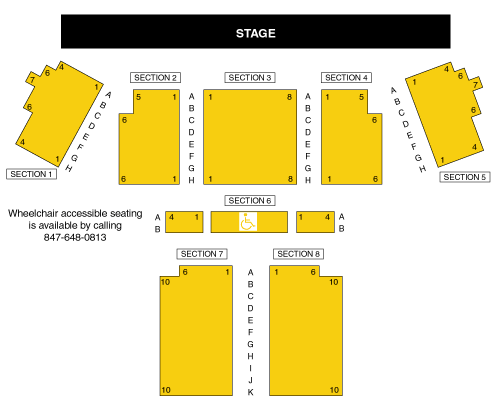 STAGE
SECTION 2
SECTION 3
SECTION 4
7 6 4 1
6
4 1
A
B
C
D
E
F
G
H
SECTION 1
5 1
6
6 1
A
B
C
D
E
F
G
H
1 8
1 8
A
B
C
D
E
F
G
H
1 5
6
1 6
A
B
C
D
E
F
G
H
1 4 6 7
6
1 4
SECTION 5
SECTION 6
Wheelchair accessible seating
is available by calling
847-648-0813
A
B
4 1
1 4
A
B
SECTION 7
SECTION 8
6 1
10
10
A
B
C
D
E
F
G
H
I
J
K
1 6
10
10